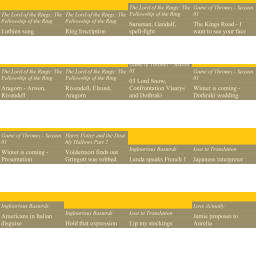 The Lord of the Rings: The
Fellowship of the Ring
Luthien song
The Lord of the Rings: The
Fellowship of the Ring
Ring Inscription
The Lord of the Rings: The
Fellowship of the Ring
Saruman, Gandalf,
spell-fight
Game of Thrones - Season
01
The Kings Road - I
want to see your face
The Lord of the Rings: The
Fellowship of the Ring
Aragorn - Arwen,
Rivendell
The Lord of the Rings: The
Fellowship of the Ring
Rivendell, Elrond,
Aragorn
Game of Thrones - Season
01
03 Lord Snow,
Confrontation Viserys
and Dothraki
Game of Thrones - Season
01
Winter is coming -
Dothraki wedding
Game of Thrones - Season
01
Winter is coming -
Presentation
Harry Potter and the Deat
hly Hallows Part 2
Voldemort finds out
Gringott was robbed
Inglourious Basterds
Landa speaks French 1
Lost in Translation
Japanese interpreter
Inglourious Basterds
Americans in Italian
disguise
Inglourious Basterds
Hold that expression
Lost in Translation
Lip my stockings
Love Actually
Jamie proposes to
Aurelia